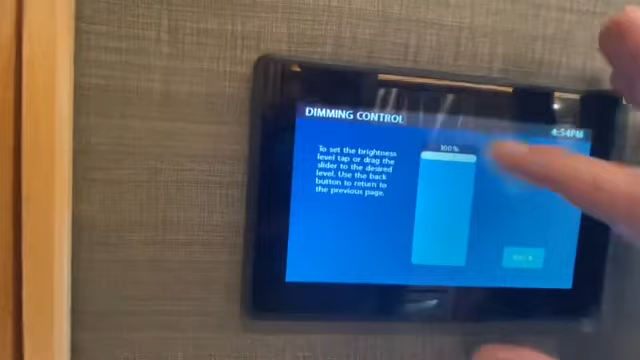 DIMMING CONTROL
4:54PM
To set the brightness
level tap or drag the
slider to the desired
level. Use the back
button to return to
the previous page.
100%